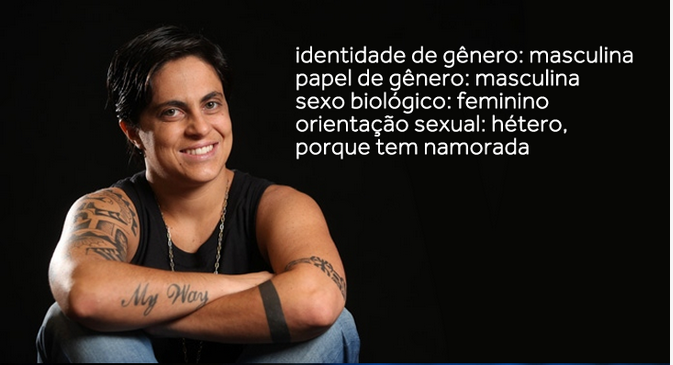 identidade de gênero: masculina
papel de gênero: masculina
sexo biológico: feminino
orientação sexual: hétero,
porque tem namorada
My Way